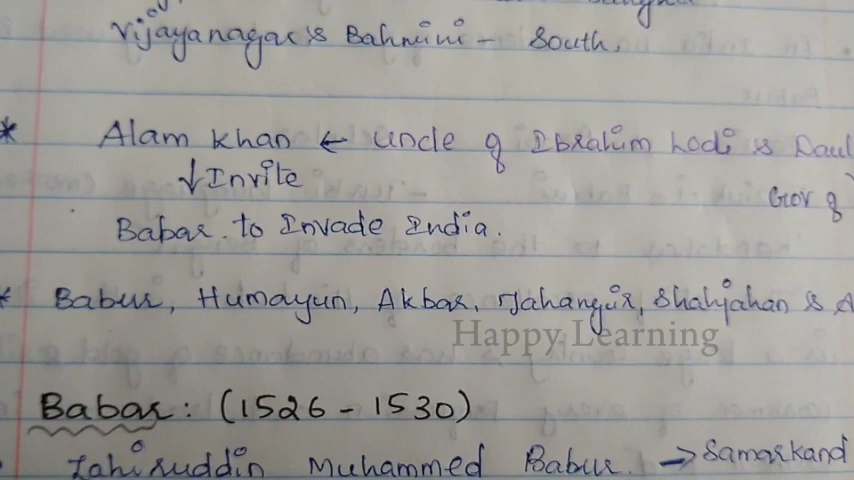 Vijayanagar & Bahmini - South.
* Alam Khan ← Uncle of Ibrahim Lodi & Daul
↓ Invite
Gov of
Babar to Invade India.
* Babur, Humayun, Akbar, Jahangir, Shahjahan & A
Happy Learning
Babar: (1526 - 1530)
Zahiruddin Muhammed Babur. → Samarkand